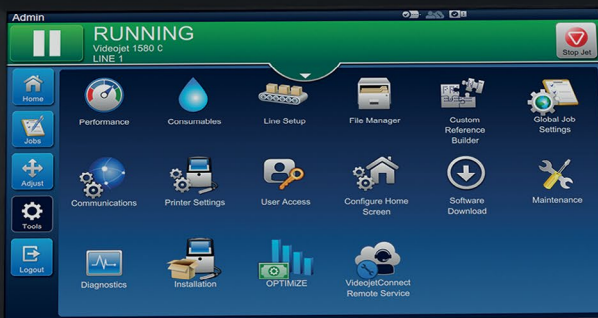 Admin
RUNNING
Videojet 1580 C
LINE 1
Stop Jet
Home
Jobs
Adjust
Tools
Logout
Performance
Consumables
Line Setup
File Manager
Custom
Reference
Builder
Global Job
Settings
Communications
Printer Settings
User Access
Configure Home
Screen
Software
Download
Maintenance
Diagnostics
Installation
OPTIMiZE
VideojetConnect
Remote Service